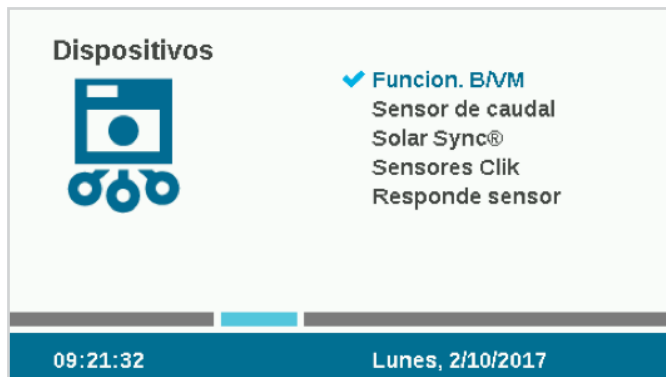 Dispositivos
Funcion. B/VM
Sensor de caudal
Solar Sync®
Sensores Clik
Responde sensor
09:21:32
Lunes, 2/10/2017